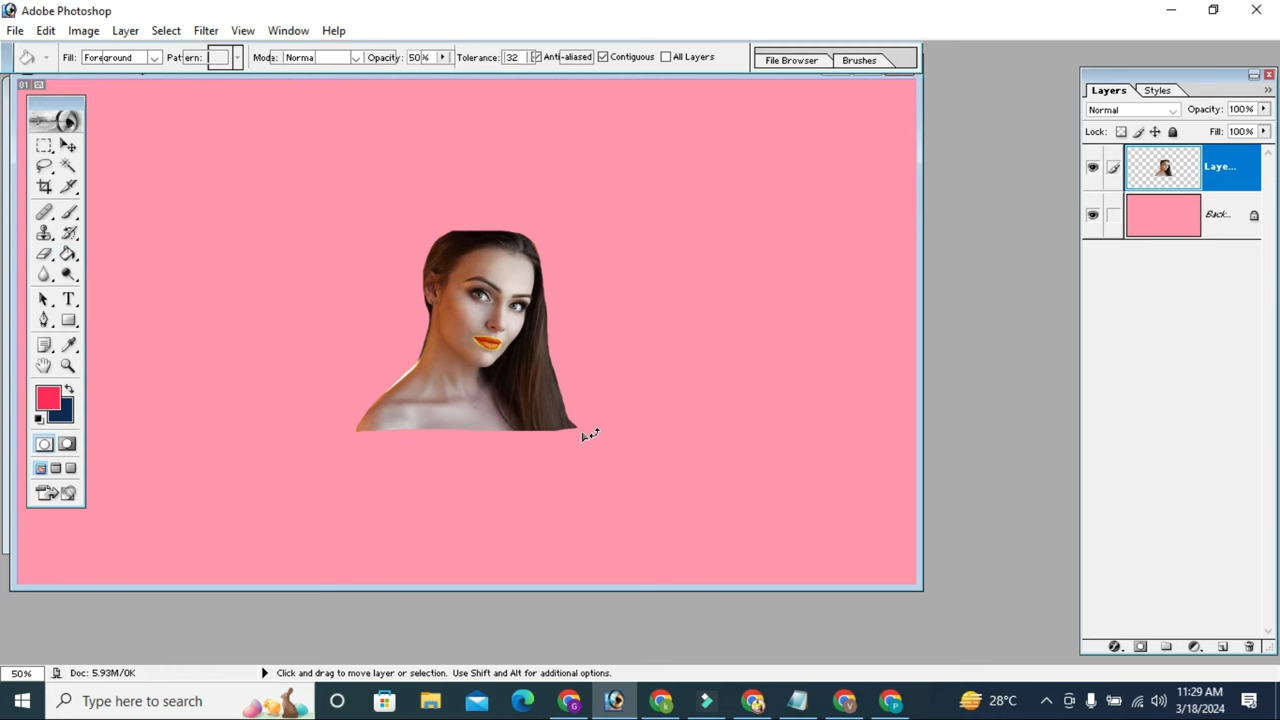 Adobe Photoshop
File Edit Image Layer Select Filter View Window Help
Fill: Foreground Pattern: Mode: Norma Opacity: 50% Tolerance: 32 Anti-aliased Contiguous All Layers File Browser Brushes
01
Layers Styles
Normal Opacity: 100%
Lock: Fill: 100%
Laye...
Back...
50% Doc: 5.93M/0K Click and drag to move layer or selection. Use Shift and Alt for additional options.
Type here to search
28°C
11:29 AM
3/18/2024